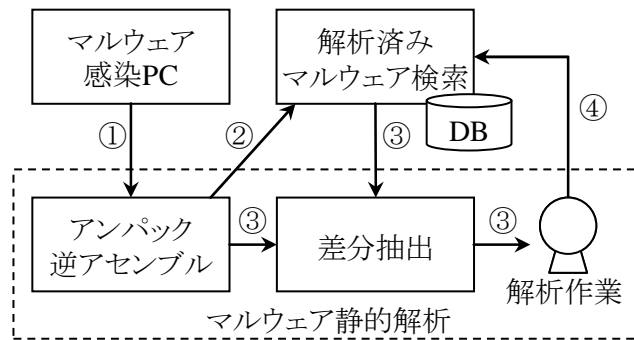 マルウェア
感染PC
解析済み
マルウェア検索
DB
①
②
③
④
アンパック
逆アセンブル
③
差分抽出
③
解析作業
マルウェア静的解析